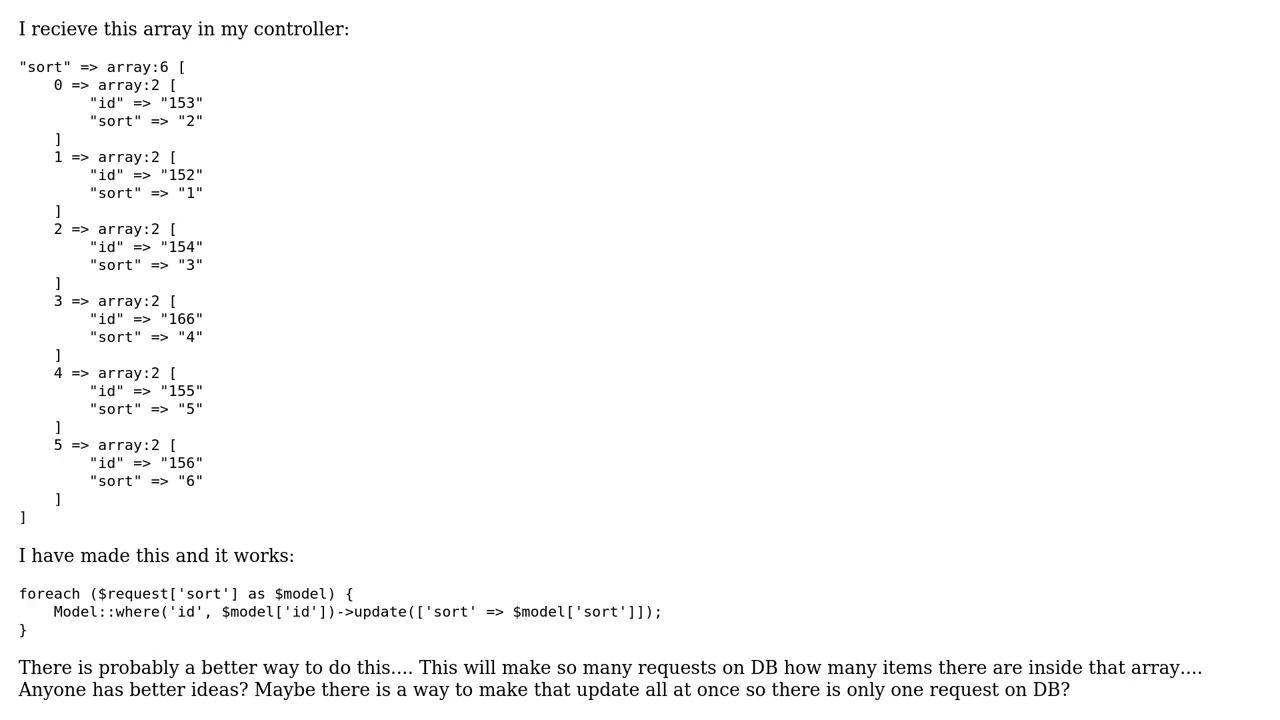 I recieve this array in my controller:
"sort" => array:6 [
    0 => array:2 [
        "id" => "153"
        "sort" => "2"
    ]
    1 => array:2 [
        "id" => "152"
        "sort" => "1"
    ]
    2 => array:2 [
        "id" => "154"
        "sort" => "3"
    ]
    3 => array:2 [
        "id" => "166"
        "sort" => "4"
    ]
    4 => array:2 [
        "id" => "155"
        "sort" => "5"
    ]
    5 => array:2 [
        "id" => "156"
        "sort" => "6"
    ]
]
I have made this and it works:
foreach ($request['sort'] as $model) {
    Model::where('id', $model['id'])->update(['sort' => $model['sort']]);
}
There is probably a better way to do this.... This will make so many requests on DB how many items there are inside that array....
Anyone has better ideas? Maybe there is a way to make that update all at once so there is only one request on DB?